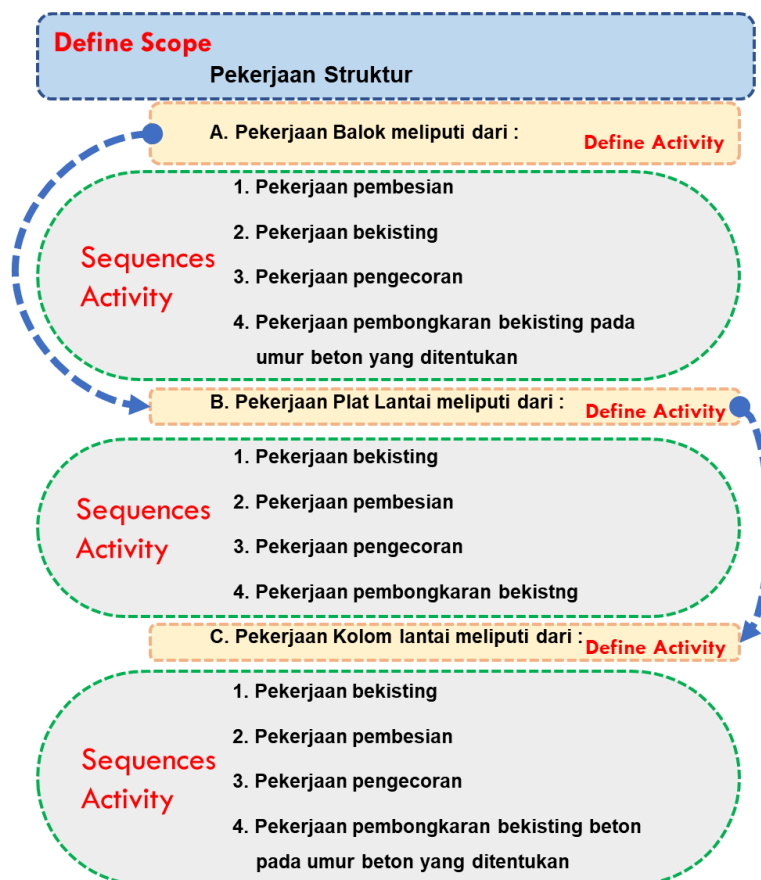 Define Scope
Pekerjaan Struktur
A. Pekerjaan Balok meliputi dari :
Define Activity
Sequences
Activity
1. Pekerjaan pembesian
2. Pekerjaan bekisting
3. Pekerjaan pengecoran
4. Pekerjaan pembongkaran bekisting pada
umur beton yang ditentukan
B. Pekerjaan Plat Lantai meliputi dari :
Define Activity
Sequences
Activity
1. Pekerjaan bekisting
2. Pekerjaan pembesian
3. Pekerjaan pengecoran
4. Pekerjaan pembongkaran bekistng
C. Pekerjaan Kolom lantai meliputi dari :
Define Activity
Sequences
Activity
1. Pekerjaan bekisting
2. Pekerjaan pembesian
3. Pekerjaan pengecoran
4. Pekerjaan pembongkaran bekisting beton
pada umur beton yang ditentukan